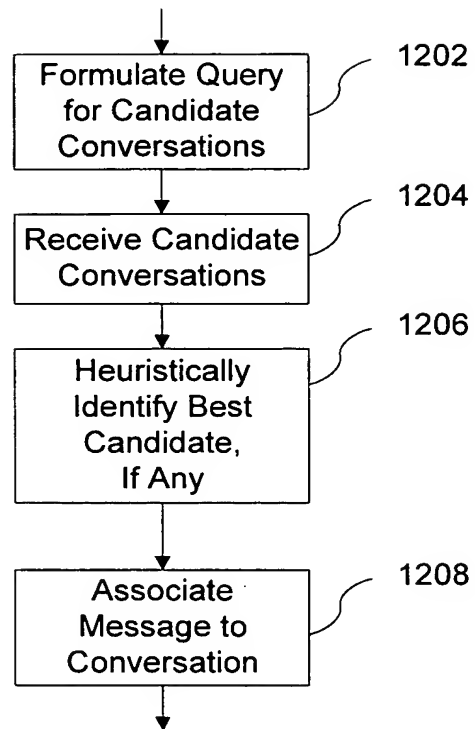 1202
Formulate Query
for Candidate
Conversations
1204
Receive Candidate
Conversations
1206
Heuristically
Identify Best
Candidate,
If Any
1208
Associate
Message to
Conversation